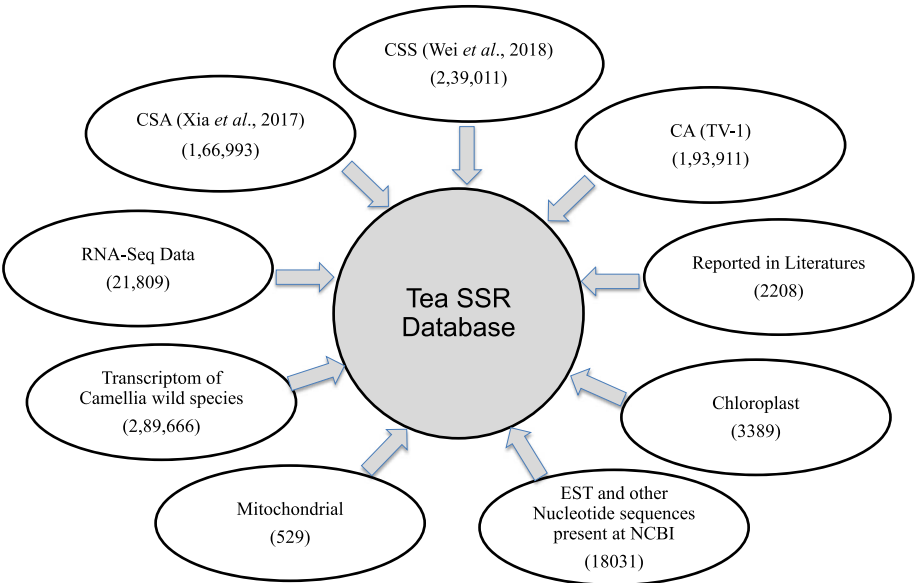 CSS (Wei et al., 2018)
(2,39,011)
CSA (Xia et al., 2017)
(1,66,993)
CA (TV-1)
(1,93,911)
RNA-Seq Data
(21,809)
Reported in Literatures
(2208)
Tea SSR
Database
Transcriptom of
Camellia wild species
(2,89,666)
Chloroplast
(3389)
Mitochondrial
(529)
EST and other
Nucleotide sequences
present at NCBI
(18031)